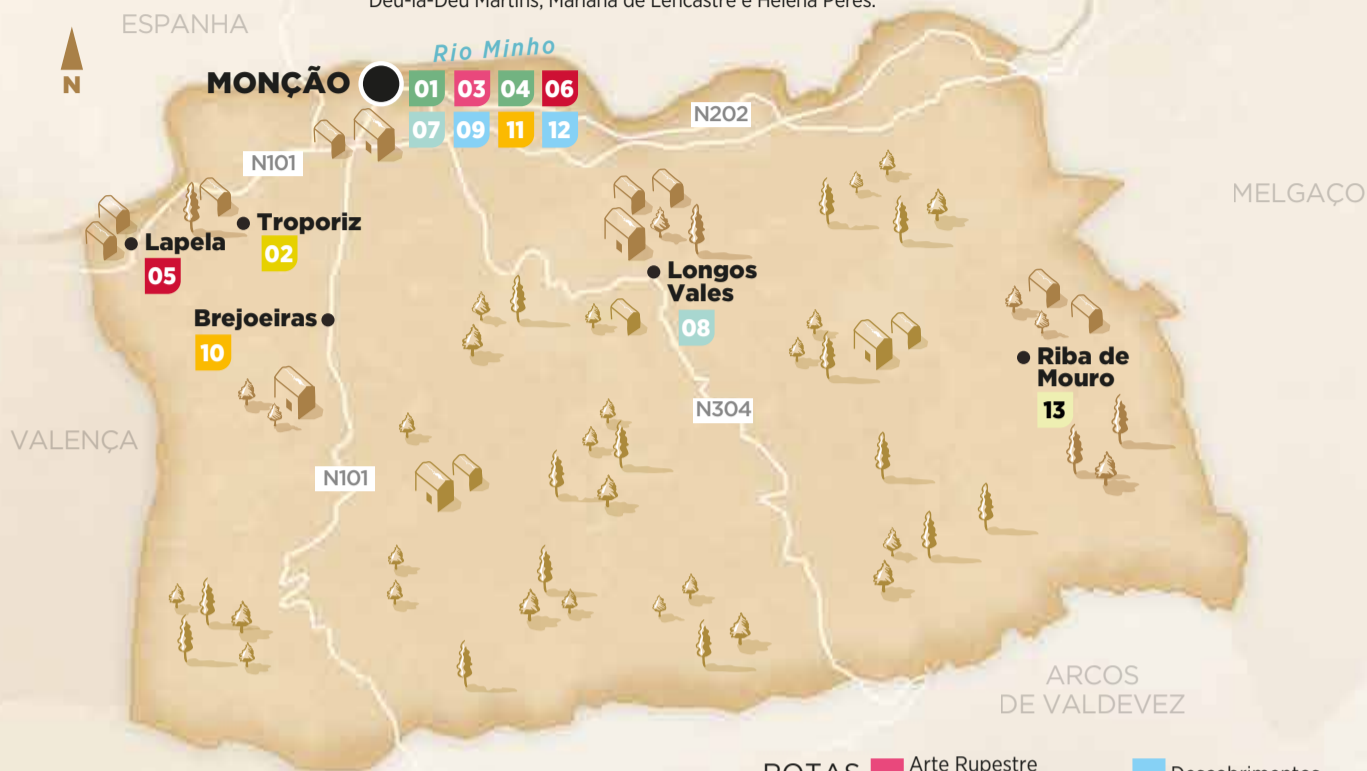 Deu-la-Deu Martins, Mariana de Lencastre e Helena Peres.
ESPANHA
Rio Minho
N
MONÇÃO
01 03 04 06
07 09 11 12
N202
N101
MELGAÇO
Troporiz
02
Lapela
05
Longos
Vales
08
Brejoeiras
10
Riba de
Mouro
13
N304
VALENÇA
N101
ARCOS
DE VALDEVEZ
ROTAS
Arte Rupestre
Descobrimentos